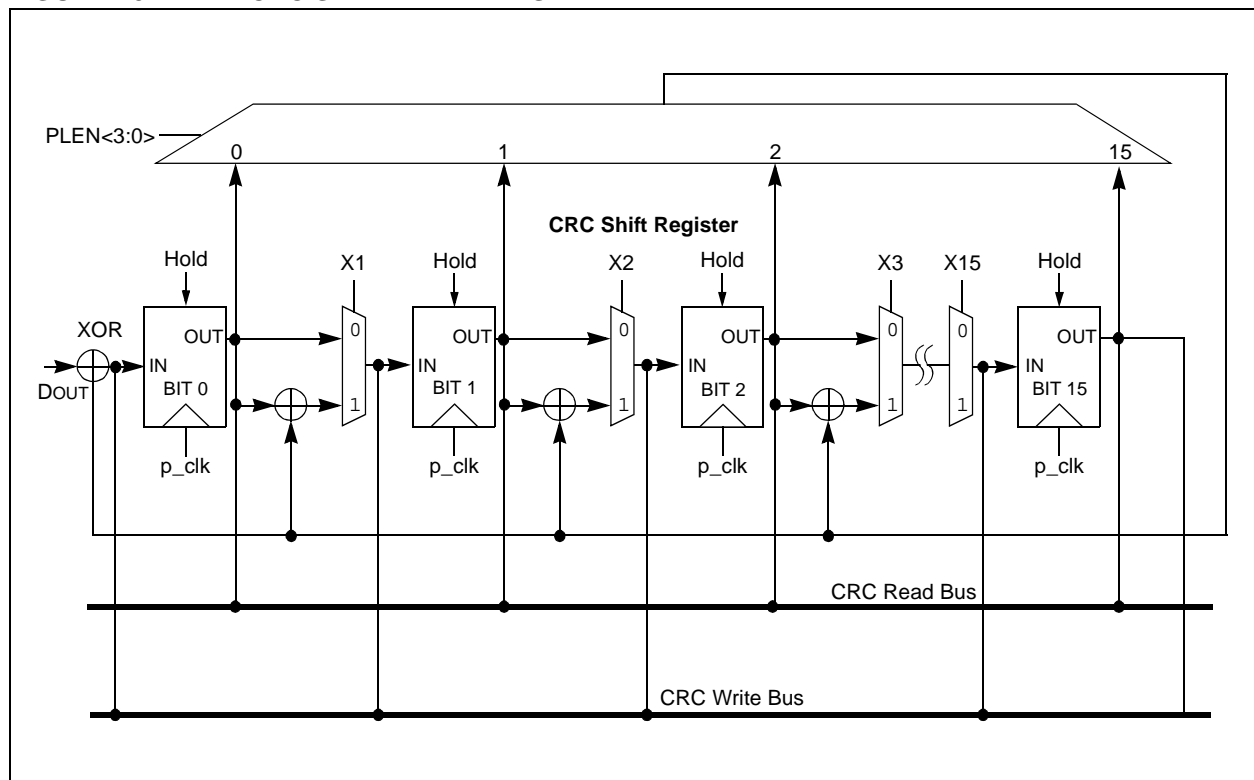 PLEN<3:0>
0 1 2 15
CRC Shift Register
Hold X1 Hold X2 Hold X3 X15 Hold
XOR
OUT 0 OUT 0 OUT 0 0 OUT
IN IN IN IN
DOUT
BIT 0 1 BIT 1 1 BIT 2 1 1 BIT 15
p_clk p_clk p_clk p_clk
CRC Read Bus
CRC Write Bus